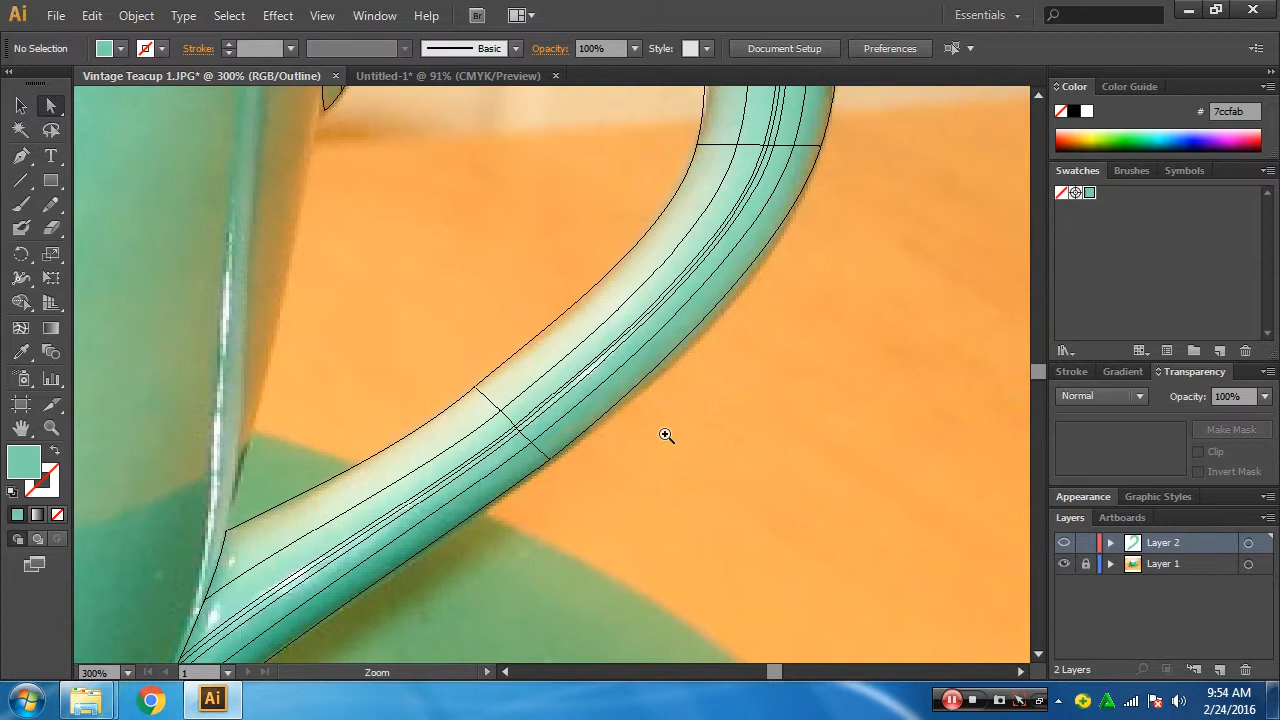 Ai File Edit Object Type Select Effect View Window Help Br Essentials
No Selection Stroke: Basic Opacity: 100% Style: Document Setup Preferences
Vintage Teacup 1.JPG* @ 300% (RGB/Outline) × Untitled-1* @ 91% (CMYK/Preview) ×
Color Color Guide
# 7ccfab
Swatches Brushes Symbols
Stroke Gradient Transparency
Normal Opacity: 100%
Make Mask
Clip
Invert Mask
Appearance Graphic Styles
Layers Artboards
Layer 2
Layer 1
2 Layers
300% 1 Zoom
Ai
9:54 AM
2/24/2016